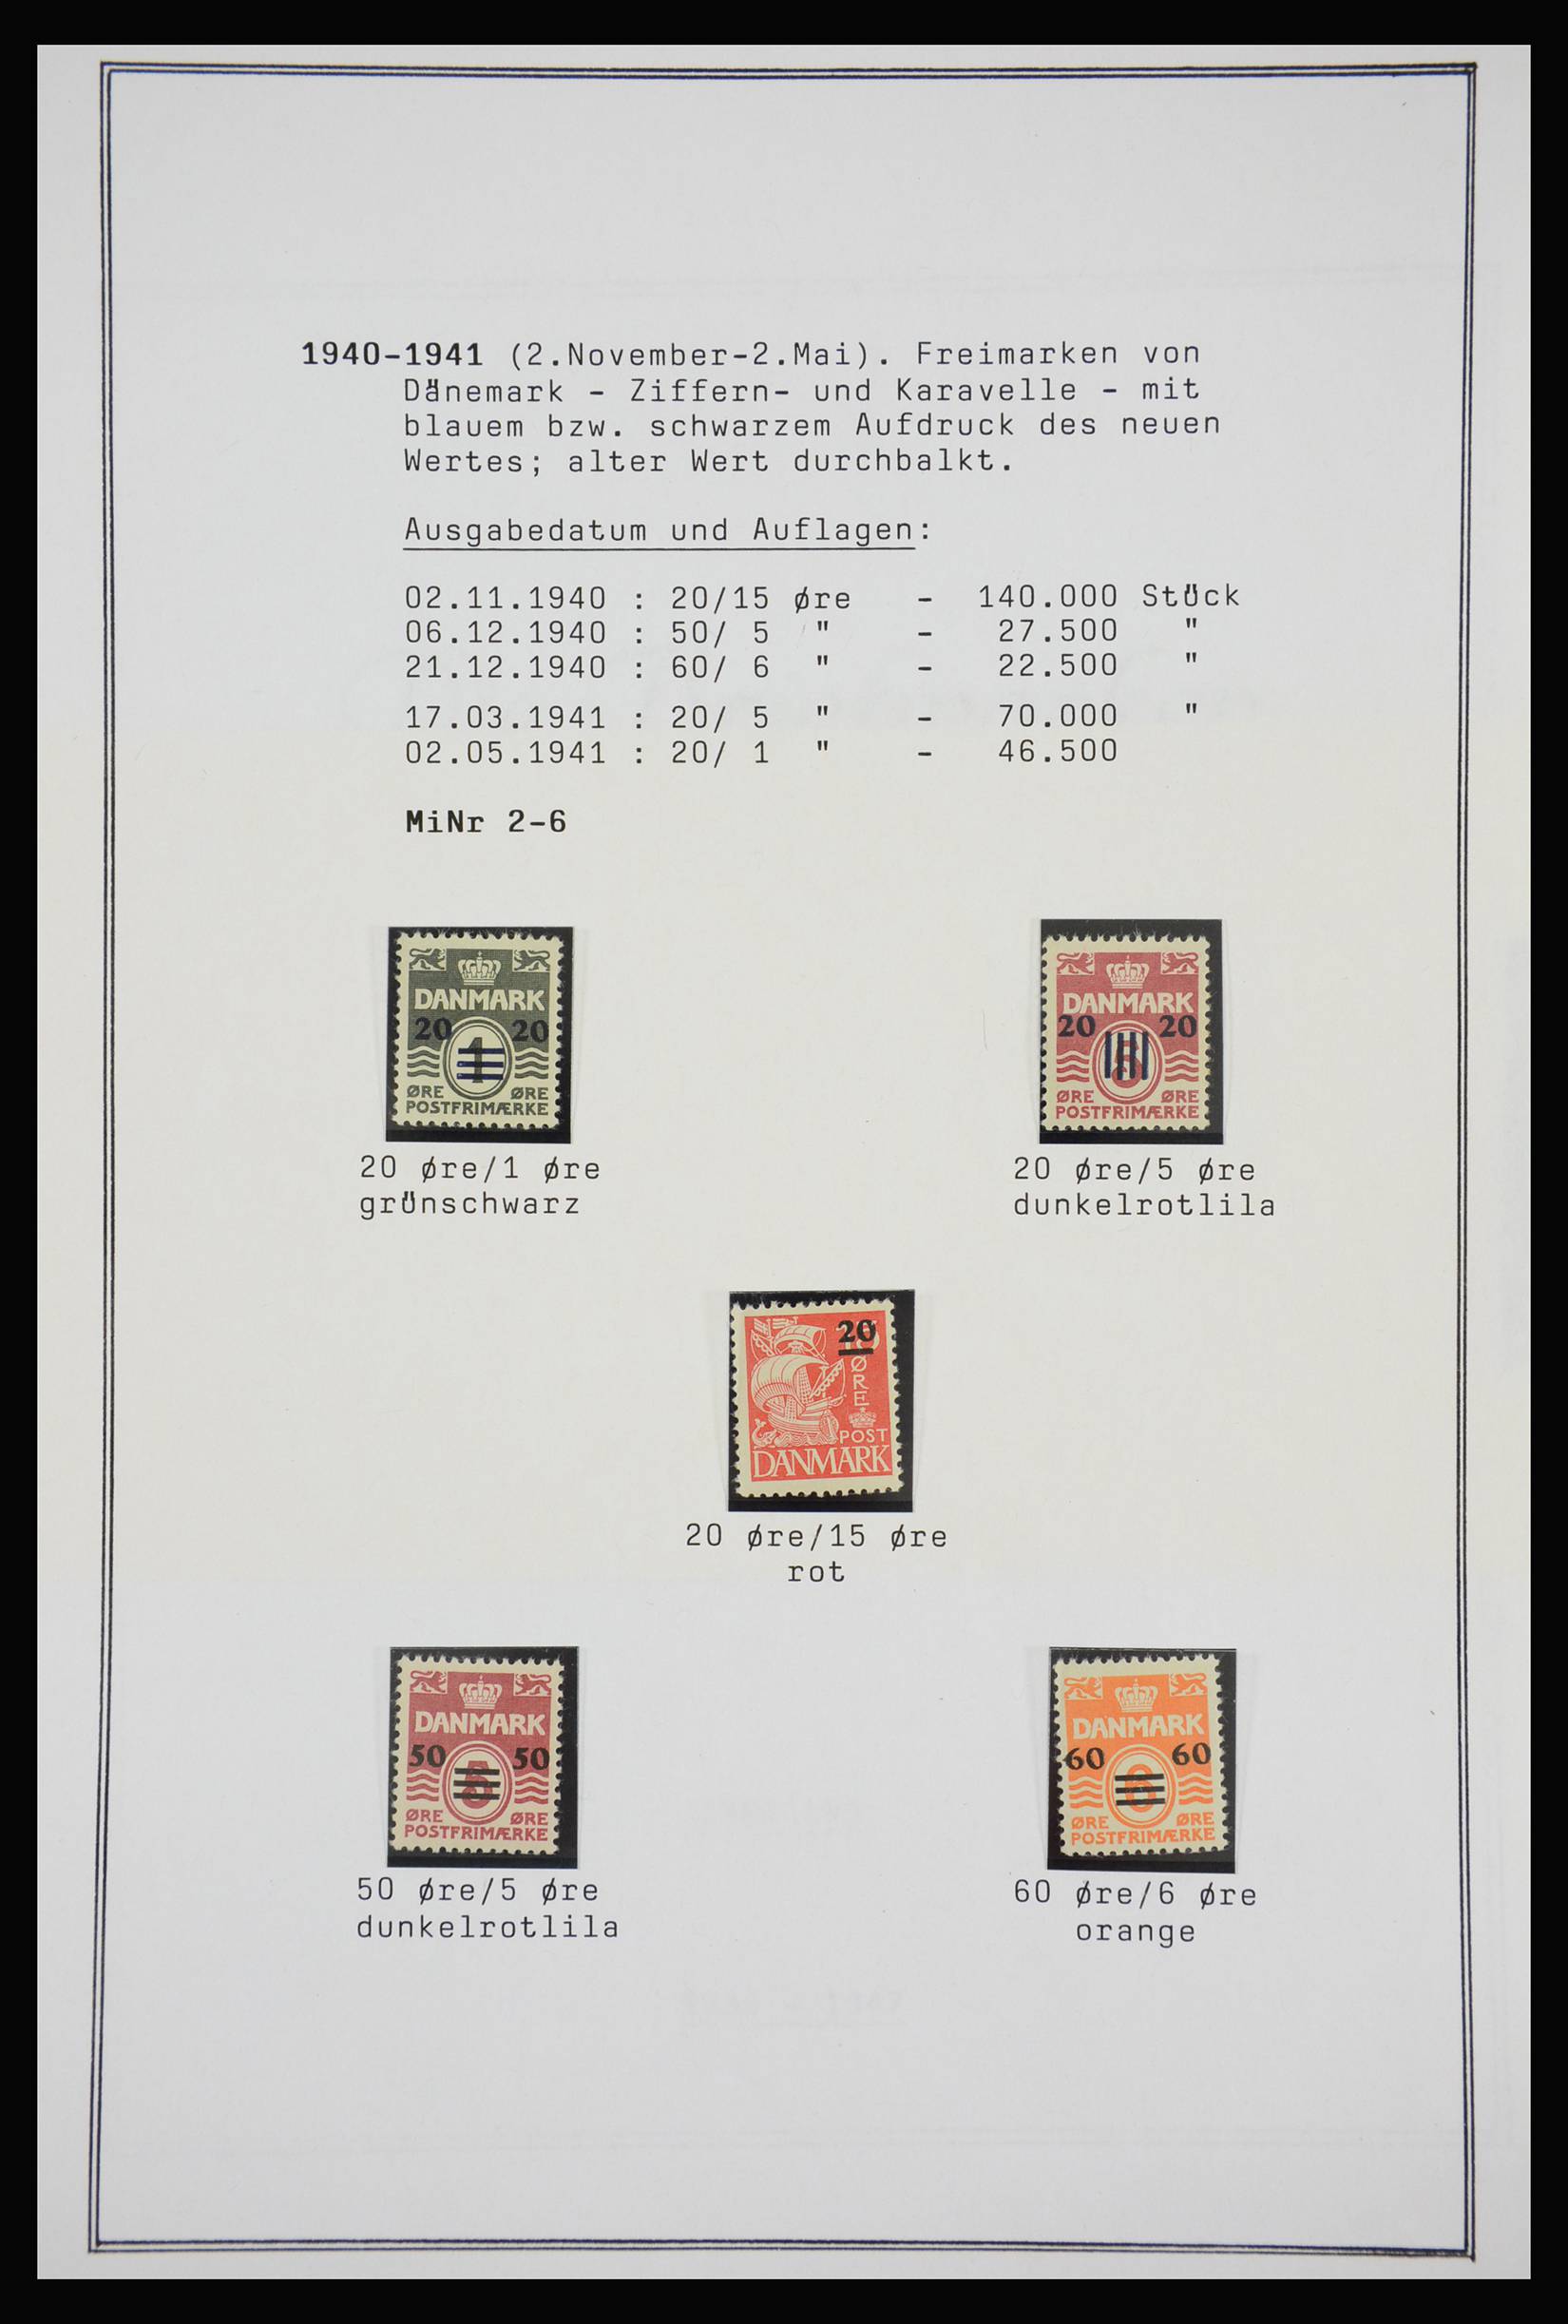 1940-1941 (2.November-2.Mai). Freimarken von
Dänemark - Ziffern- und Karavelle - mit
blauem bzw. schwarzem Aufdruck des neuen
Wertes; alter Wert durchbalkt.
Ausgabedatum und Auflagen:
02.11.1940 : 20/15 øre - 140.000 Stück
06.12.1940 : 50/ 5 " - 27.500 "
21.12.1940 : 60/ 6 " - 22.500 "
17.03.1941 : 20/ 5 " - 70.000 "
02.05.1941 : 20/ 1 " - 46.500
MiNr 2-6
DANMARK
20 20
1
ØRE ØRE
POSTFRIMÆRKE
20 øre/1 øre
grünschwarz
DANMARK
20 20
5
ØRE ØRE
POSTFRIMÆRKE
20 øre/5 øre
dunkelrotlila
20
ØRE
POST
DANMARK
20 øre/15 øre
rot
DANMARK
50 50
5
ØRE ØRE
POSTFRIMÆRKE
50 øre/5 øre
dunkelrotlila
DANMARK
60 60
6
ØRE ØRE
POSTFRIMÆRKE
60 øre/6 øre
orange